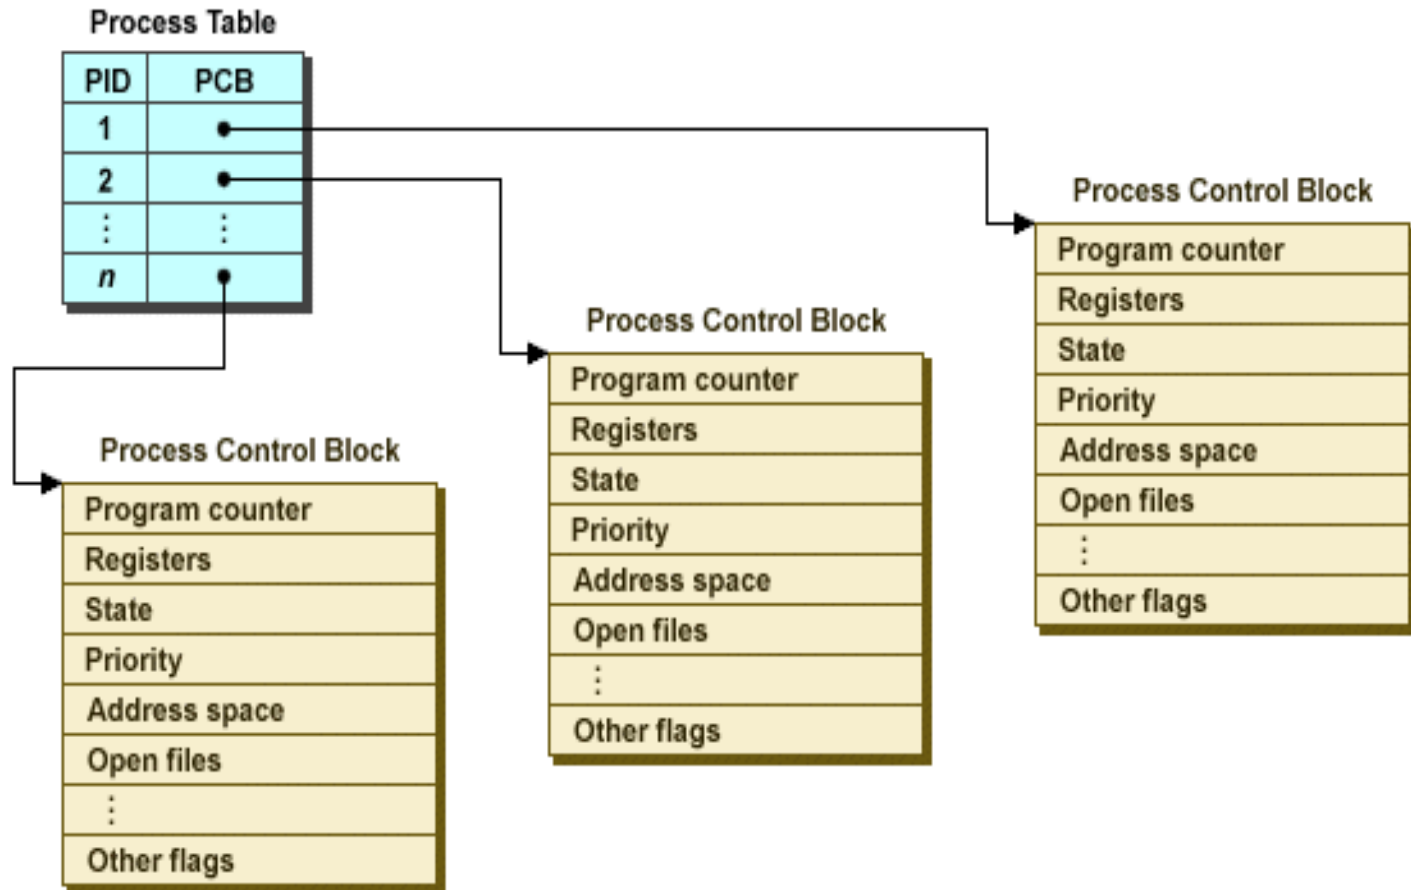 Process Table
PID PCB
1
2
⋮ ⋮
n
Process Control Block
Program counter
Registers
State
Priority
Address space
Open files
⋮
Other flags
Process Control Block
Program counter
Registers
State
Priority
Address space
Open files
⋮
Other flags
Process Control Block
Program counter
Registers
State
Priority
Address space
Open files
⋮
Other flags